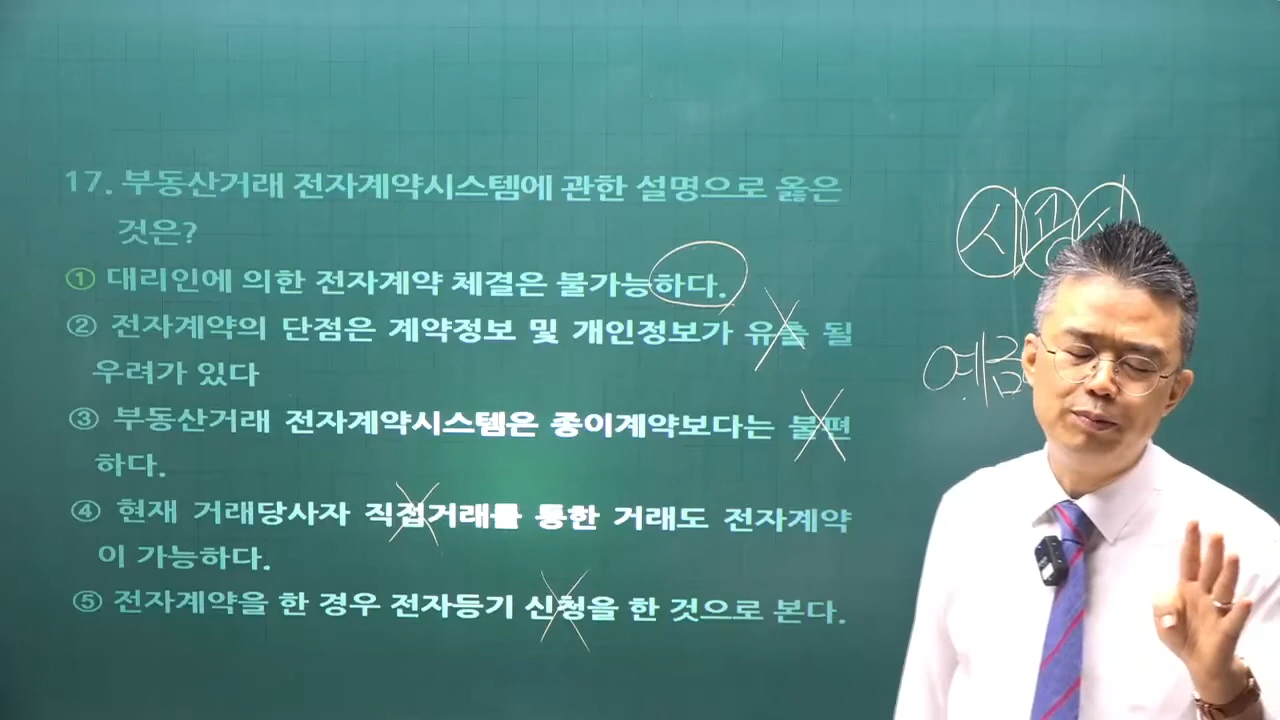 17. 부동산거래 전자계약시스템에 관한 설명으로 옳은
것은?
① 대리인에 의한 전자계약 체결은 불가능하다.
② 전자계약의 단점은 계약정보 및 개인정보가 유출 될
우려가 있다
③ 부동산거래 전자계약시스템은 종이계약보다는 불편
하다.
④ 현재 거래당사자 직접거래를 통한 거래도 전자계약
이 가능하다.
⑤ 전자계약을 한 경우 전자등기 신청을 한 것으로 본다.
시공
예금